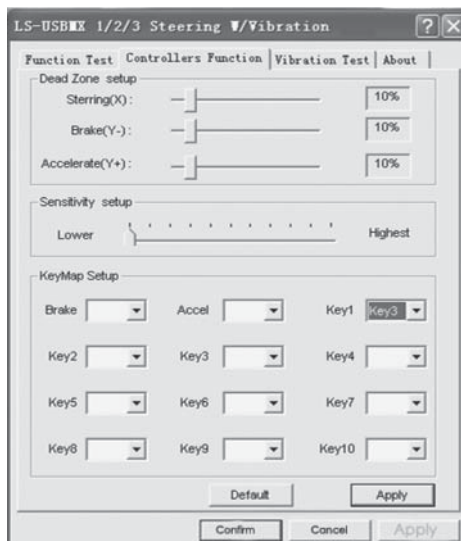 LS-USBMX 1/2/3 Steering W/Vibration ? X
Function Test Controllers Function Vibration Test About
Dead Zone setup
Sterring(X): 10%
Brake(Y-): 10%
Accelerate(Y+): 10%
Sensitivity setup
Lower Highest
KeyMap Setup
Brake Accel Key1 Key3
Key2 Key3 Key4
Key5 Key6 Key7
Key8 Key9 Key10
Default Apply
Confirm Cancel Apply